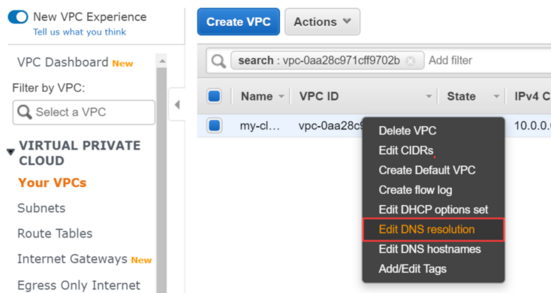 New VPC Experience
Tell us what you think
VPC Dashboard New
Filter by VPC:
Select a VPC
VIRTUAL PRIVATE
CLOUD
Your VPCs
Subnets
Route Tables
Internet Gateways New
Egress Only Internet
Create VPC
Actions
search : vpc-0aa28c971cff9702b
Add filter
Name
VPC ID
State
IPv4 C
my-cl...
vpc-0aa28c9
10.0.0.
Delete VPC
Edit CIDRs
Create Default VPC
Create flow log
Edit DHCP options set
Edit DNS resolution
Edit DNS hostnames
Add/Edit Tags